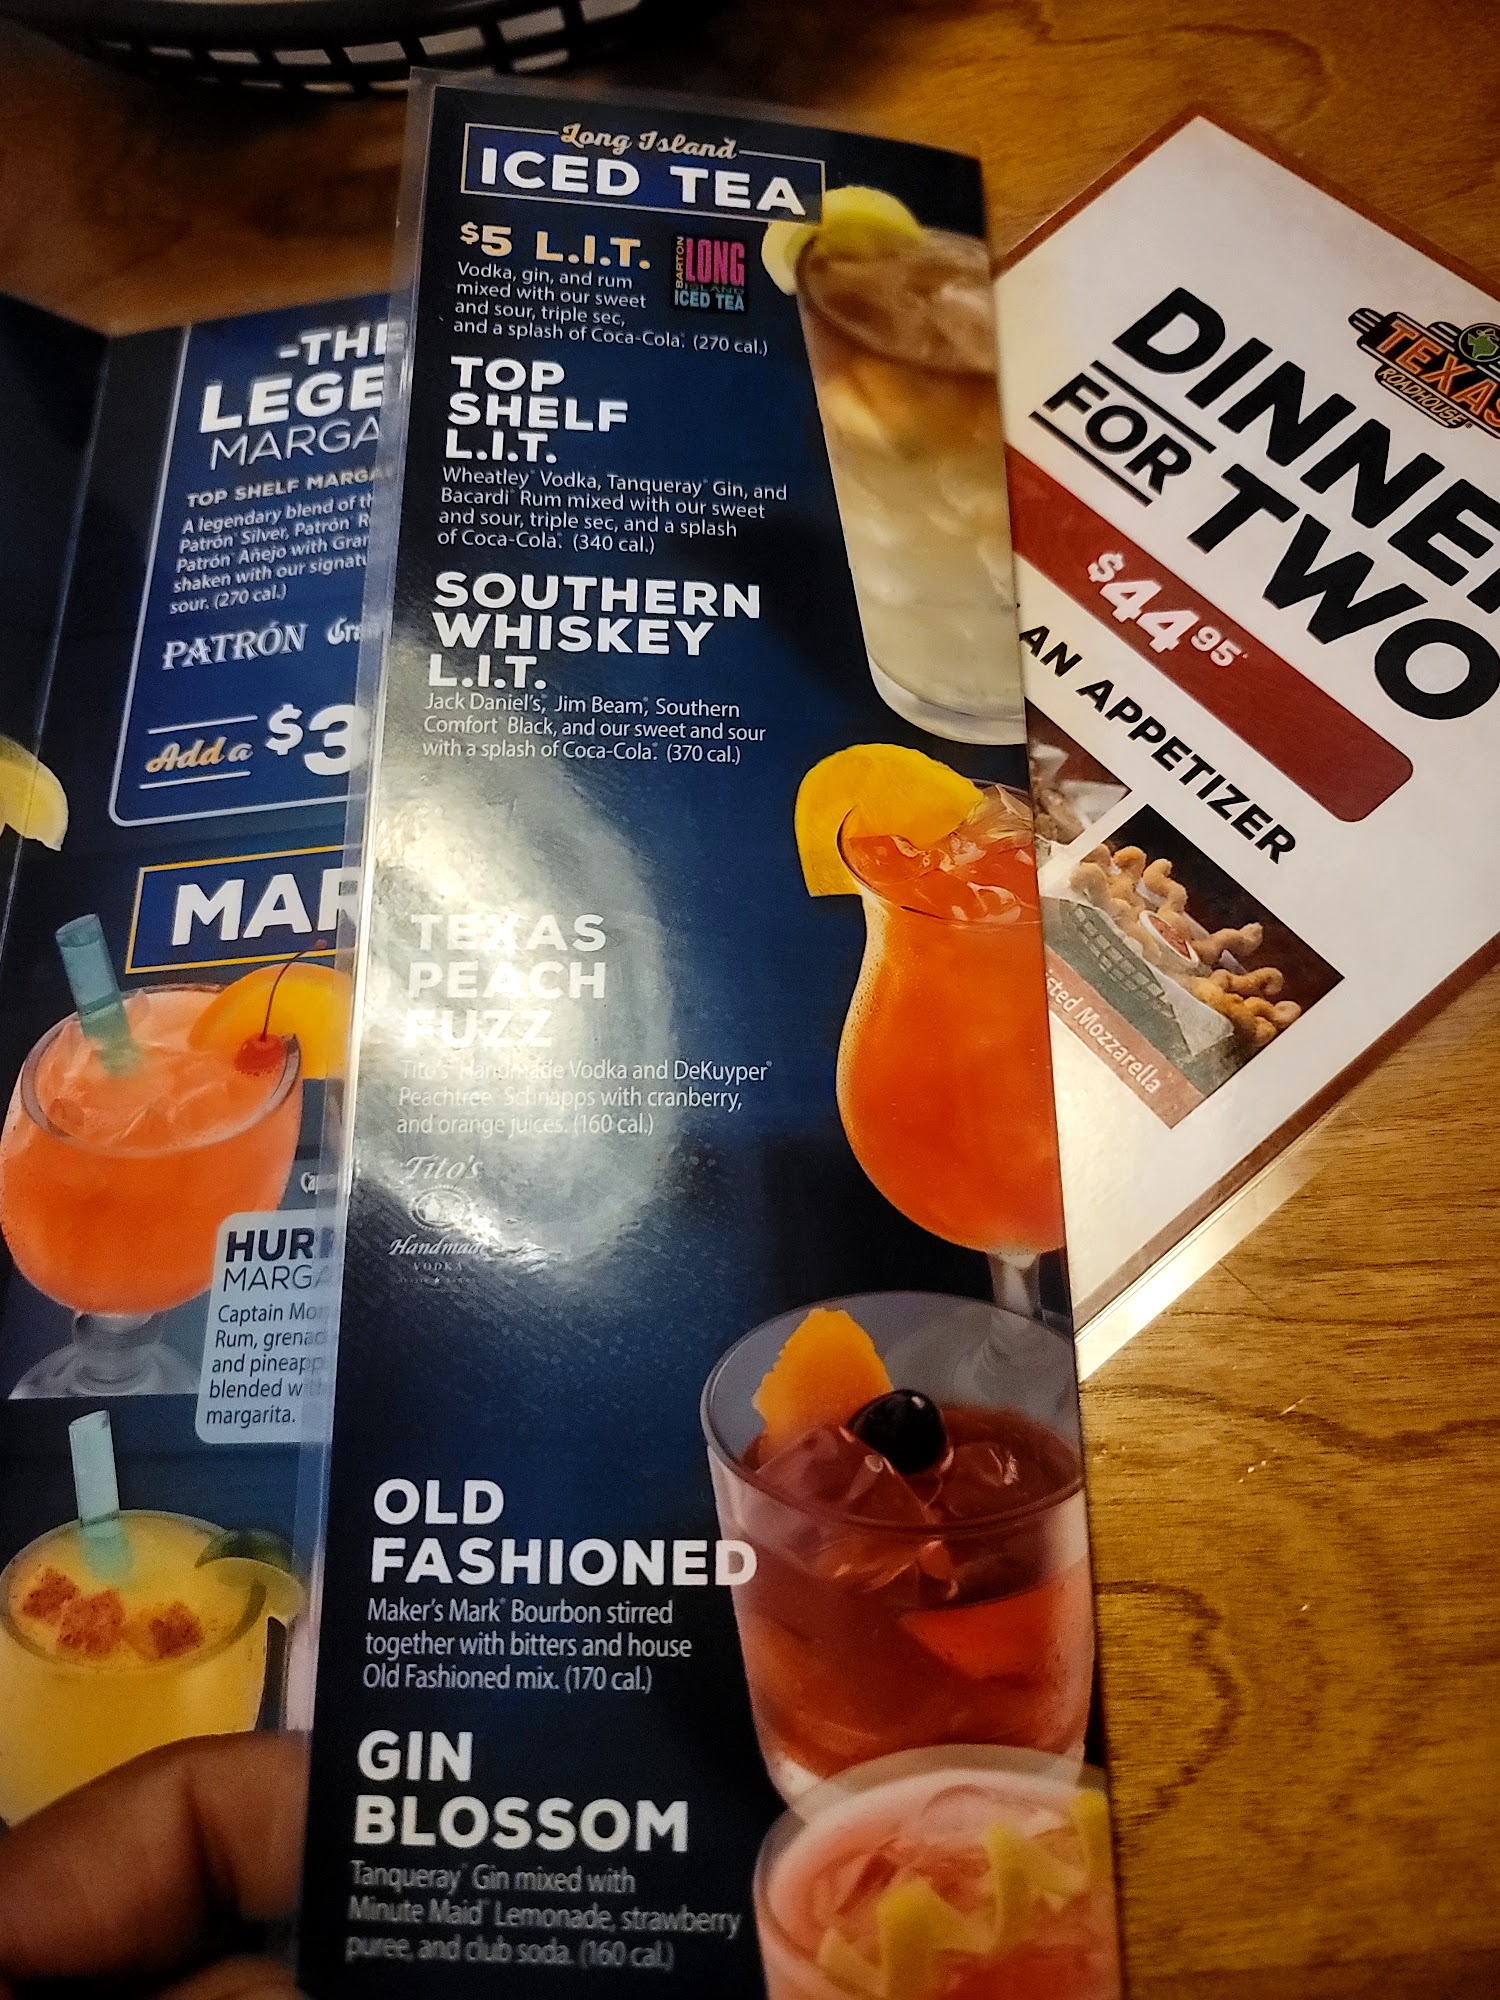 Long Island
ICED TEA
$5 L.I.T.
BARTON
LONG
ISLAND
ICED TEA
Vodka, gin, and rum
mixed with our sweet
and sour, triple sec,
and a splash of Coca-Cola®. (270 cal.)
TOP
SHELF
L.I.T.
Wheatley® Vodka, Tanqueray® Gin, and
Bacardi® Rum mixed with our sweet
and sour, triple sec, and a splash
of Coca-Cola®. (340 cal.)
SOUTHERN
WHISKEY
L.I.T.
Jack Daniel's®, Jim Beam®, Southern
Comfort® Black, and our sweet and sour
with a splash of Coca-Cola®. (370 cal.)
TEXAS
PEACH
FUZZ
Tito's® Handmade Vodka and DeKuyper®
Peachtree® Schnapps with cranberry,
and orange juices. (160 cal.)
Tito's
Handmade
VODKA
OLD
FASHIONED
Maker's Mark® Bourbon stirred
together with bitters and house
Old Fashioned mix. (170 cal.)
GIN
BLOSSOM
Tanqueray® Gin mixed with
Minute Maid® Lemonade, strawberry
puree, and club soda. (160 cal.)
-THE
LEGE
MARGA
TOP SHELF MARGA
A legendary blend of
Patrón® Silver, Patrón® R
Patrón® Añejo with Gran
shaken with our signatu
sour. (270 cal.)
PATRÓN Gra
Add a $3
MAR
Cap
HURR
MARGA
Captain Mor
Rum, grenad
and pineapp
blended w
margarita.
TEXAS
ROADHOUSE®
DINNE
FOR TWO
$44.95*
AN APPETIZER
sted Mozzarella